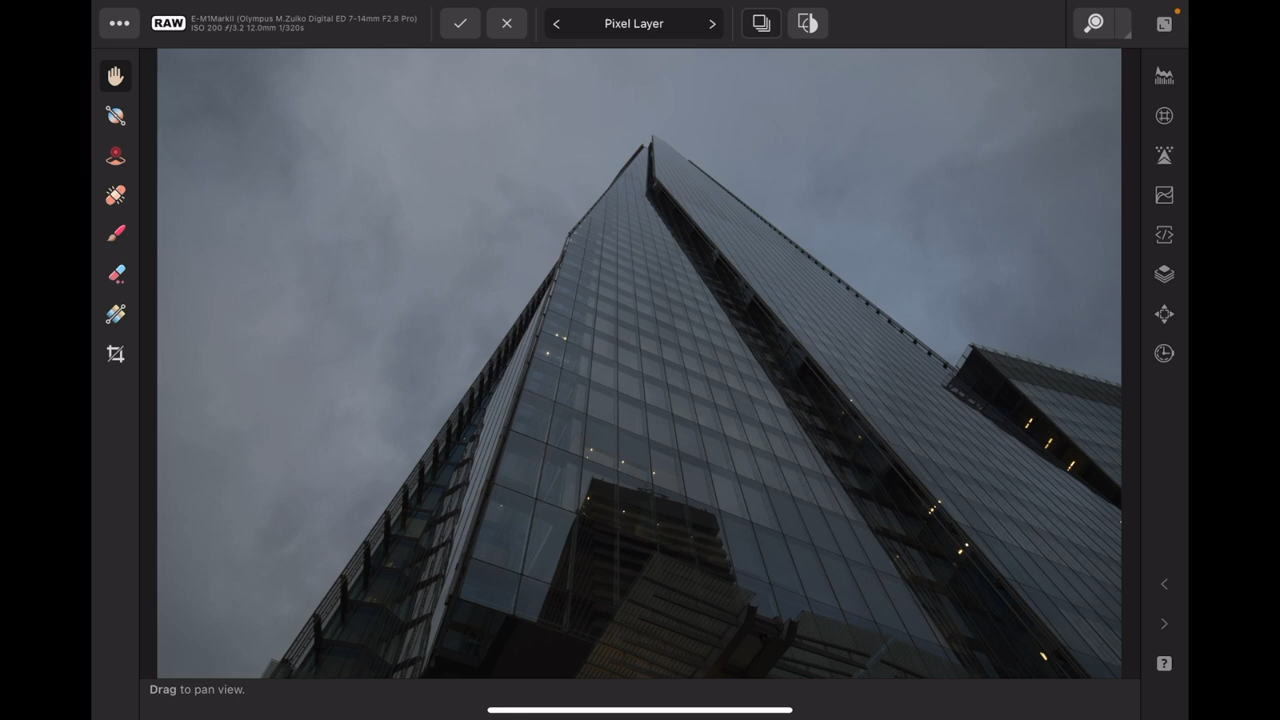 RAW
E-M1MarkII (Olympus M.Zuiko Digital ED 7-14mm F2.8 Pro)
ISO 200 ƒ/3.2 12.0mm 1/320s
Pixel Layer
Drag to pan view.